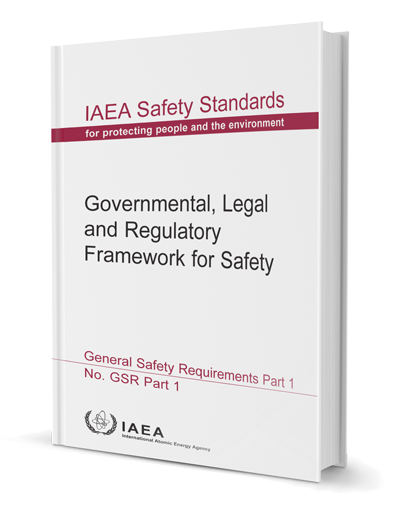 IAEA Safety Standards
for protecting people and the environment
Governmental, Legal
and Regulatory
Framework for Safety
General Safety Requirements Part 1
No. GSR Part 1
IAEA
International Atomic Energy Agency